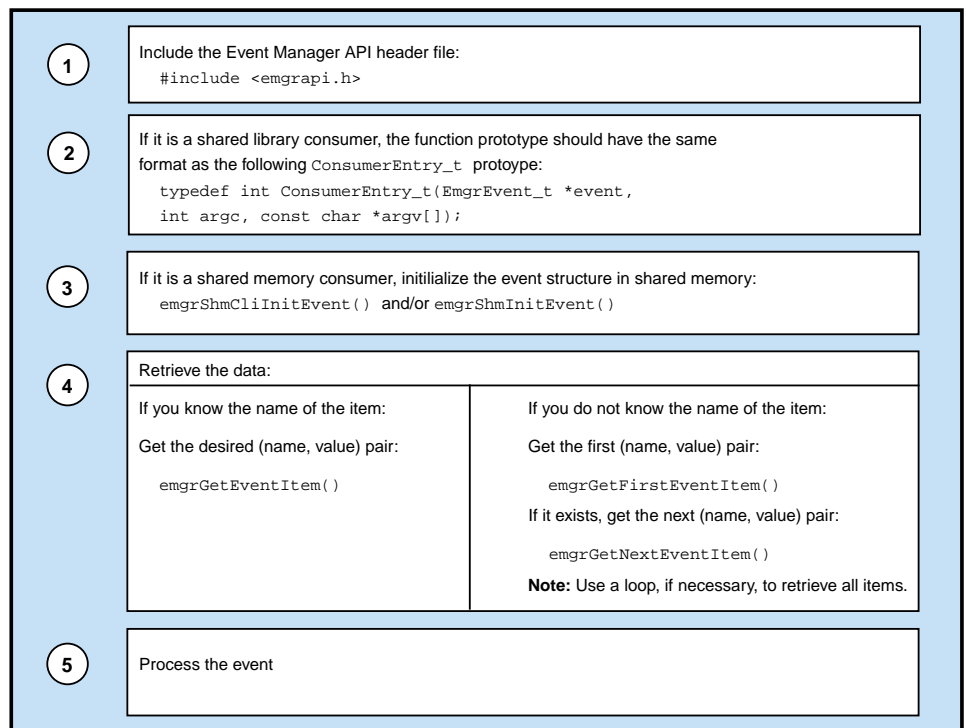 1
Include the Event Manager API header file:
#include <emgrapi.h>
2
If it is a shared library consumer, the function prototype should have the same
format as the following ConsumerEntry_t protoype:
typedef int ConsumerEntry_t(EmgrEvent_t *event,
int argc, const char *argv[]);
3
If it is a shared memory consumer, initilialize the event structure in shared memory:
emgrShmCliInitEvent() and/or emgrShmInitEvent()
4
Retrieve the data:
If you know the name of the item:
Get the desired (name, value) pair:
emgrGetEventItem()
If you do not know the name of the item:
Get the first (name, value) pair:
emgrGetFirstEventItem()
If it exists, get the next (name, value) pair:
emgrGetNextEventItem()
Note: Use a loop, if necessary, to retrieve all items.
5
Process the event